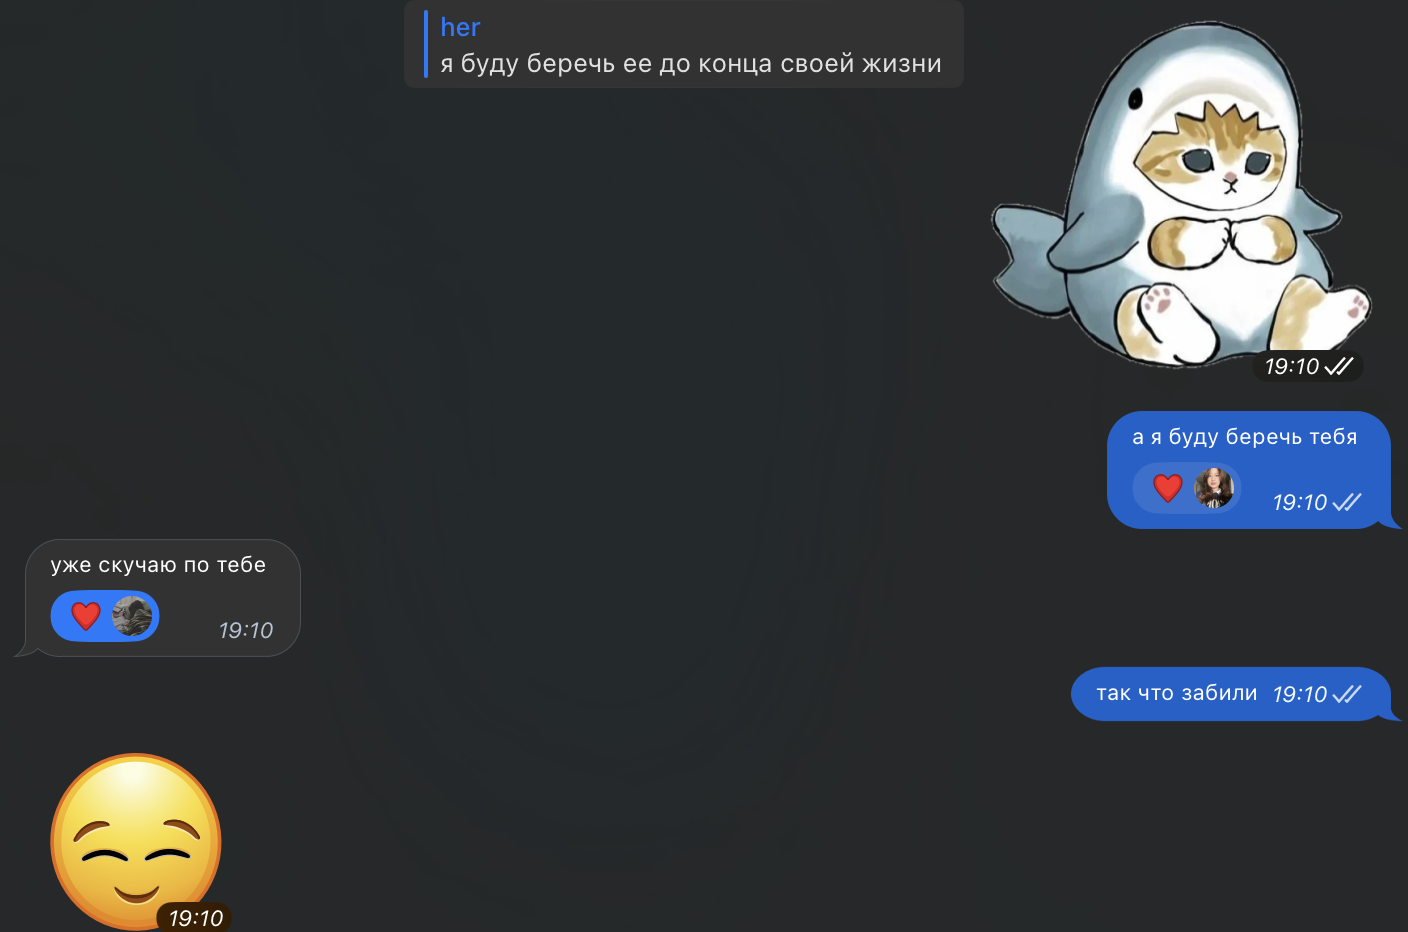 her
я буду беречь ее до конца своей жизни
19:10
а я буду беречь тебя
19:10
уже скучаю по тебе
19:10
так что забили 19:10
19:10